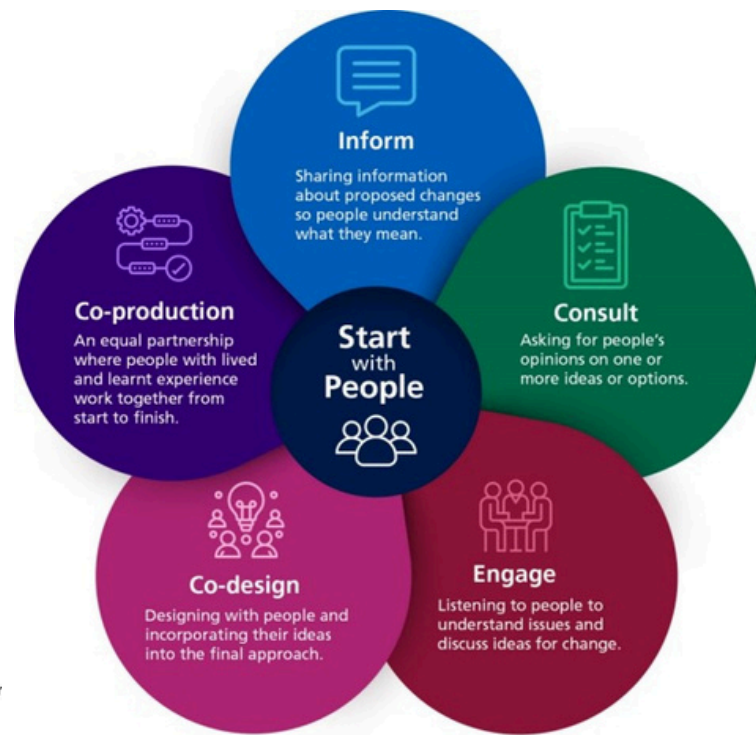 Inform
Sharing information
about proposed changes
so people understand
what they mean.
Consult
Asking for people's
opinions on one or
more ideas or options.
Engage
Listening to people to
understand issues and
discuss ideas for change.
Co-design
Designing with people and
incorporating their ideas
into the final approach.
Co-production
An equal partnership
where people with lived
and learnt experience
work together from
start to finish.
Start
with
People